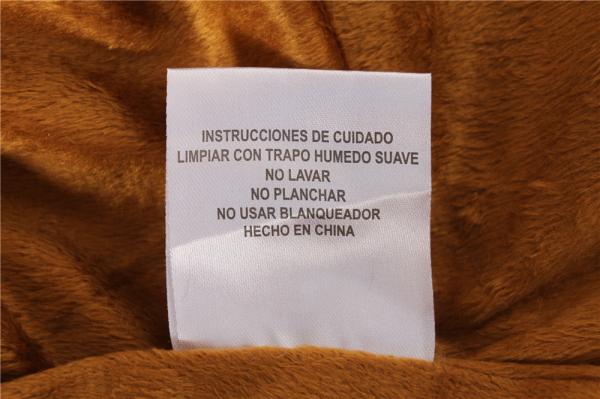 INSTRUCCIONES DE CUIDADO
LIMPIAR CON TRAPO HUMEDO SUAVE
NO LAVAR
NO PLANCHAR
NO USAR BLANQUEADOR
HECHO EN CHINA